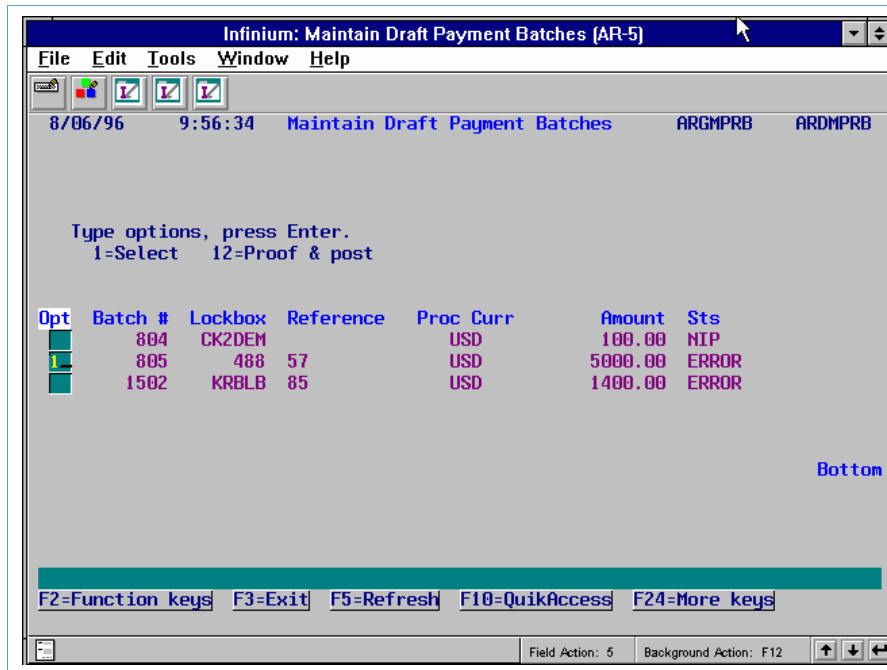 Infinium: Maintain Draft Payment Batches (AR-5)
File Edit Tools Window Help
8/06/96 9:56:34 Maintain Draft Payment Batches ARGMPRB ARDMPRB
Type options, press Enter.
1=Select 12=Proof & post
Opt Batch # Lockbox Reference Proc Curr Amount Sts
804 CK2DEM USD 100.00 NIP
1 805 488 57 USD 5000.00 ERROR
1502 KRBLB 85 USD 1400.00 ERROR
Bottom
F2=Function keys F3=Exit F5=Refresh F10=QuikAccess F24=More keys
Field Action: 5 Background Action: F12